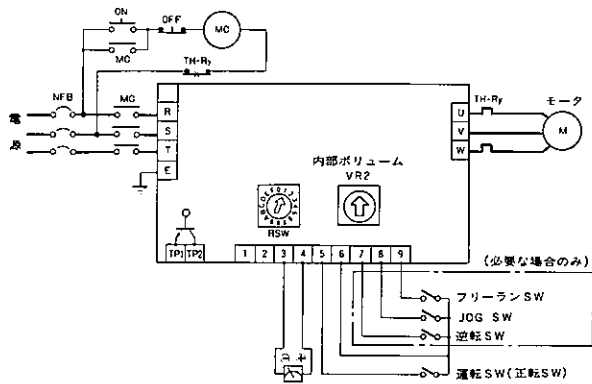 ON
OFF
MC
MC
TH-Ry
NFB
MC
電
源
R
S
T
E
U
V
W
TH-Ry
モータ
M
内部ボリューム
VR2
RSW
TP1 TP2
1 2 3 4 5 6 7 8 9
(必要な場合のみ)
フリーランSW
JOG SW
逆転SW
運転SW(正転SW)